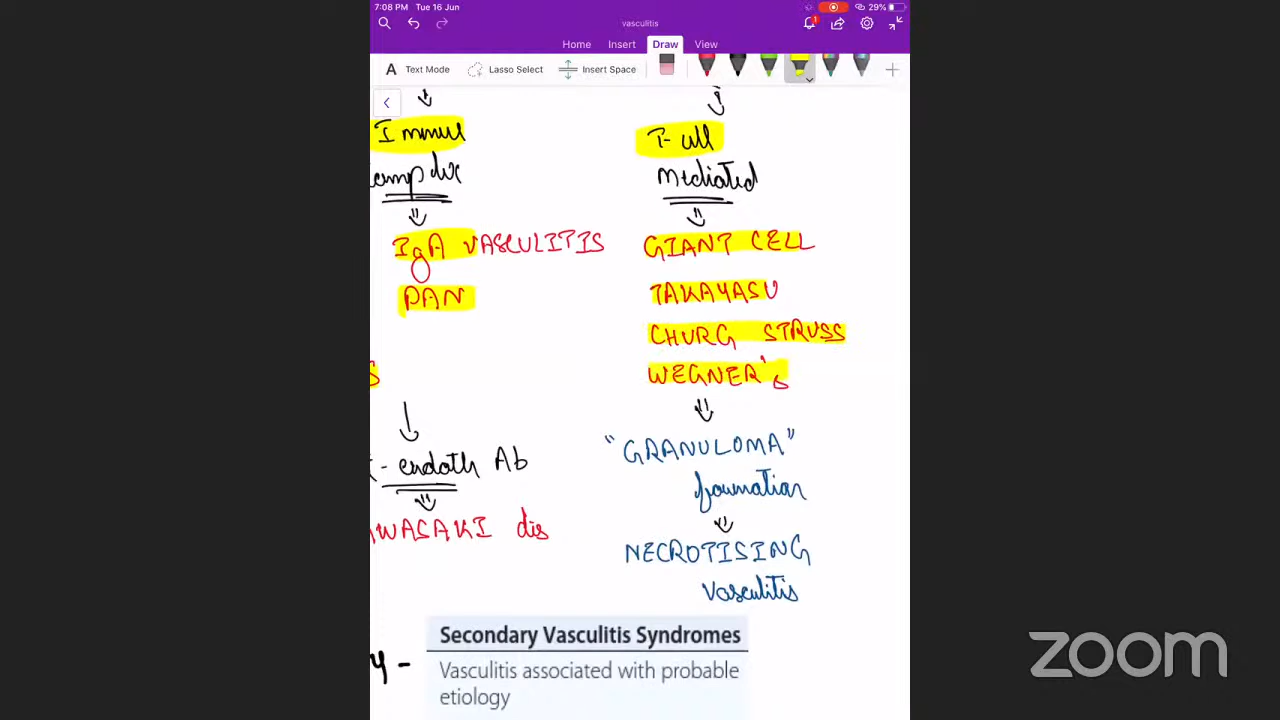 7:08 PM Tue 16 Jun
29%
vasculitis
Home Insert Draw View
A Text Mode Lasso Select Insert Space
Immune
complex
IgA VASCULITIS
PAN
T-cell
Mediated
GIANT CELL
TAKAYASU
CHURG STRUSS
WEGNER's
"GRANULOMA"
formation
NECROTISING
vasculitis
S
- endoth Ab
WASAKI dis
y -
Secondary Vasculitis Syndromes
Vasculitis associated with probable
etiology
zoom